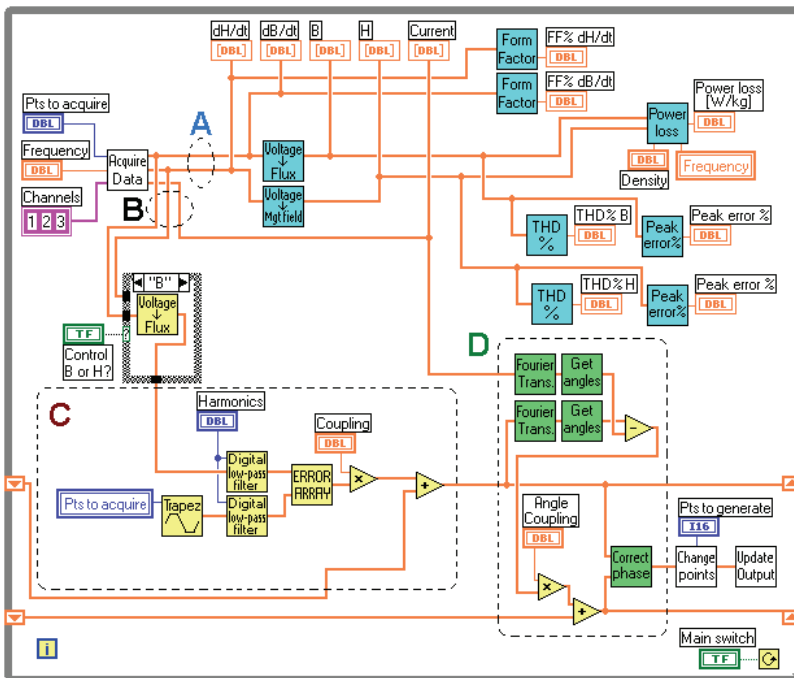 dH/dt
dB/dt
B
H
Current
[DBL]
[DBL]
[DBL]
[DBL]
[DBL]
Form
Factor
FF% dH/dt
DBL
Form
Factor
FF% dB/dt
DBL
Pts to acquire
DBL
Frequency
DBL
Channels
1 2 3
Acquire
Data
A
B
Voltage
Flux
Voltage
Mgt field
Power
loss
Power loss
[W/kg]
DBL
DBL
Density
Frequency
THD
%
THD% B
DBL
Peak
error%
Peak error %
DBL
THD
%
THD% H
DBL
Peak
error%
Peak error %
DBL
"B"
Voltage
Flux
TF
?
Control
B or H?
C
Harmonics
DBL
Coupling
DBL
Digital
low-pass
filter
Digital
low-pass
filter
ERROR
ARRAY
×
+
Pts to acquire
Trapez
D
Fourier
Trans.
Get
angles
Fourier
Trans.
Get
angles
-
Angle
Coupling
DBL
×
+
Correct
phase
Pts to generate
I16
Change
points
Update
Output
i
Main switch
TF